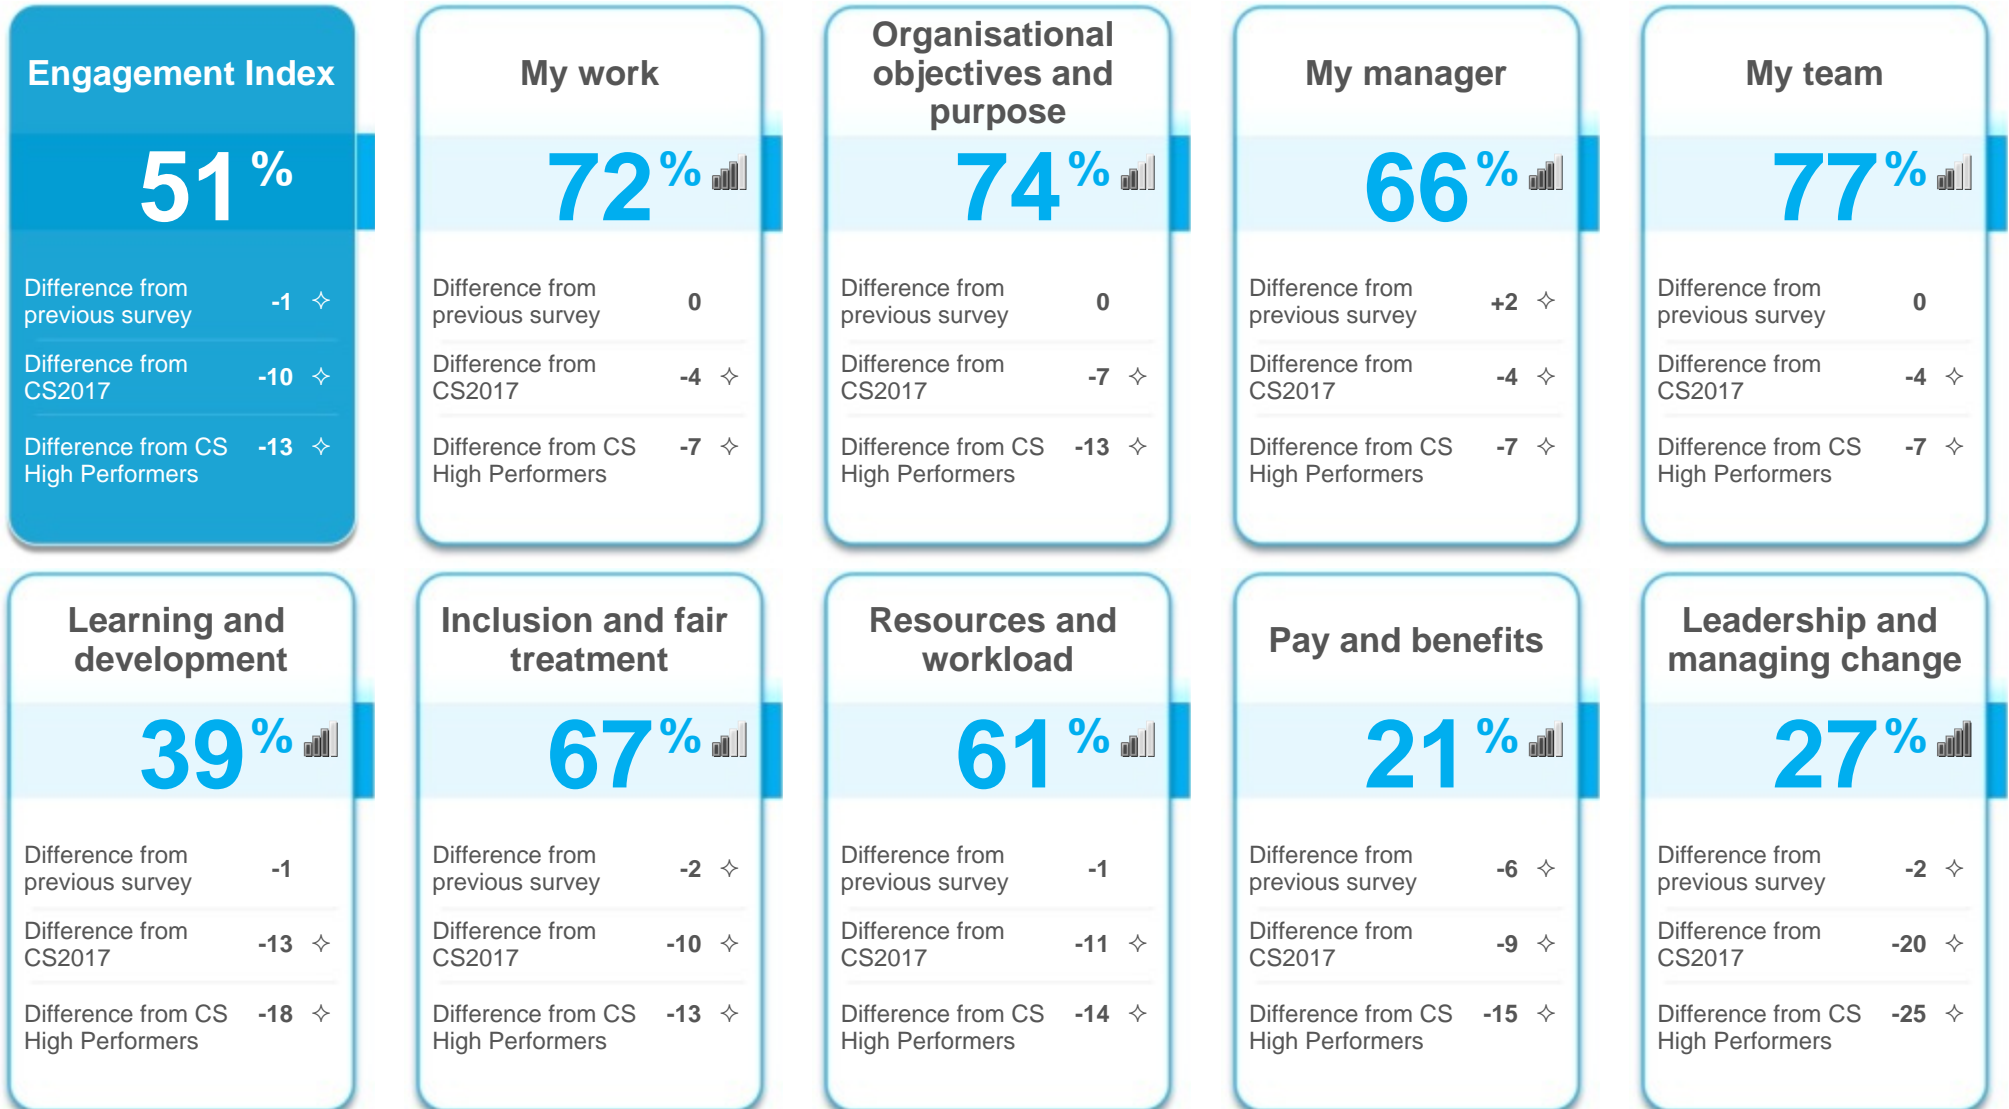 Engagement Index
51%
Difference from
previous survey -1 ✧
Difference from
CS2017 -10 ✧
Difference from CS -13 ✧
High Performers
My work
72%
Difference from
previous survey 0
Difference from
CS2017 -4 ✧
Difference from CS -7 ✧
High Performers
Organisational
objectives and
purpose
74%
Difference from
previous survey 0
Difference from
CS2017 -7 ✧
Difference from CS -13 ✧
High Performers
My manager
66%
Difference from
previous survey +2 ✧
Difference from
CS2017 -4 ✧
Difference from CS -7 ✧
High Performers
My team
77%
Difference from
previous survey 0
Difference from
CS2017 -4 ✧
Difference from CS -7 ✧
High Performers
Learning and
development
39%
Difference from
previous survey -1
Difference from
CS2017 -13 ✧
Difference from CS -18 ✧
High Performers
Inclusion and fair
treatment
67%
Difference from
previous survey -2 ✧
Difference from
CS2017 -10 ✧
Difference from CS -13 ✧
High Performers
Resources and
workload
61%
Difference from
previous survey -1
Difference from
CS2017 -11 ✧
Difference from CS -14 ✧
High Performers
Pay and benefits
21%
Difference from
previous survey -6 ✧
Difference from
CS2017 -9 ✧
Difference from CS -15 ✧
High Performers
Leadership and
managing change
27%
Difference from
previous survey -2 ✧
Difference from
CS2017 -20 ✧
Difference from CS -25 ✧
High Performers